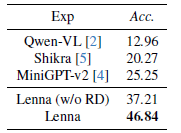 Exp Acc.
Qwen-VL [2] 12.96
Shikra [5] 20.27
MiniGPT-v2 [4] 25.25
Lenna (w/o RD) 37.21
Lenna 46.84